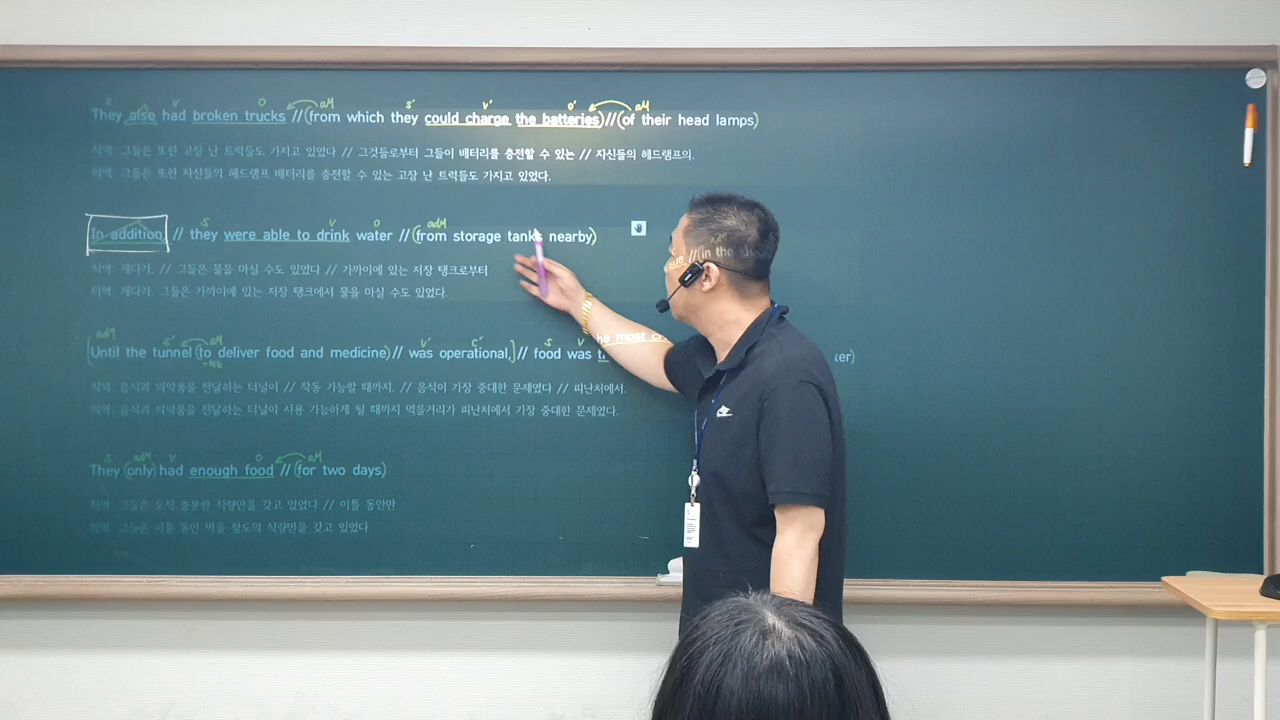 They also had broken trucks // (from which they could charge the batteries) // (of their head lamps)
직역: 그들은 또한 고장 난 트럭들도 가지고 있었다 // 그것들로부터 그들이 배터리를 충전할 수 있는 // 자신들의 헤드램프의.
의역: 그들은 또한 자신들의 헤드램프 배터리를 충전할 수 있는 고장 난 트럭들도 가지고 있었다.
In addition // they were able to drink water // (from storage tanks nearby)
직역: 게다가, // 그들은 물을 마실 수도 있었다 // 가까이에 있는 저장 탱크로부터
의역: 게다가, 그들은 가까이에 있는 저장 탱크에서 물을 마실 수도 있었다.
[Until the tunnel (to deliver food and medicine) // was operational,] // food was the most // (in the
직역: 음식과 의약품을 전달하는 터널이 // 작동 가능할 때까지, // 음식이 가장 중대한 문제였다 // 피난처에서.
의역: 음식과 의약품을 전달하는 터널이 사용 가능하게 될 때까지 먹을거리가 피난처에서 가장 중대한 문제였다.
They (only) had enough food // (for two days)
직역: 그들은 오직 충분한 식량만을 갖고 있었다 // 이틀 동안만
의역: 그들은 이틀 동안 먹을 정도의 식량만을 갖고 있었다.